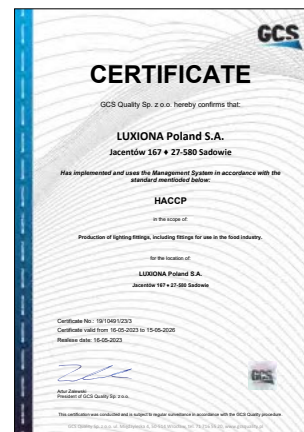 GCS
CERTIFICATE
GCS Quality Sp. z o.o. hereby confirms that:
LUXIONA Poland S.A.
Jacentów 167 ♦ 27-580 Sadowie
Has implemented and uses the Management System in accordance with the
standard mentioded below:
HACCP
in the scope of:
Production of lighting fittings, including fittings for use in the food industry.
for the location of:
LUXIONA Poland S.A.
Jacentów 167 ♦ 27-580 Sadowie
Certificate No.: 19/10491/23/3
Certificate valid from 16-05-2023 to 15-05-2026
Realese date: 16-05-2023
Artur Zalewski
President of GCS Quality Sp. z o.o.
GCS
This certification was conducted and is subject to regular surveillance in accordance with the GCS Quality procedure.
GCS Quality Sp. z o.o. ul.